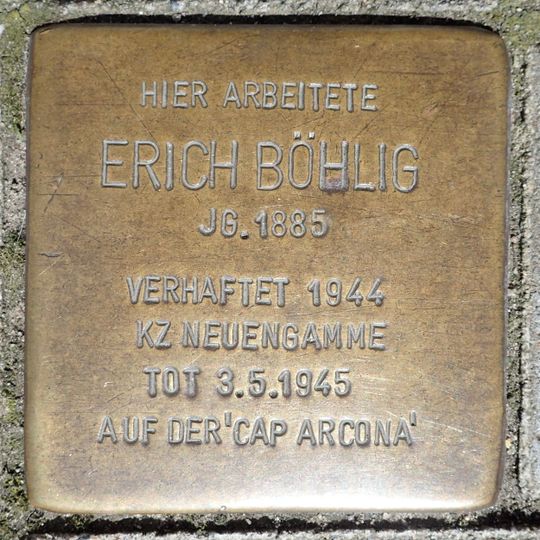 HIER ARBEITETE
ERICH BÖHLIG
JG. 1885
VERHAFTET 1944
KZ NEUENGAMME
TOT 3.5.1945
AUF DER 'CAP ARCONA'